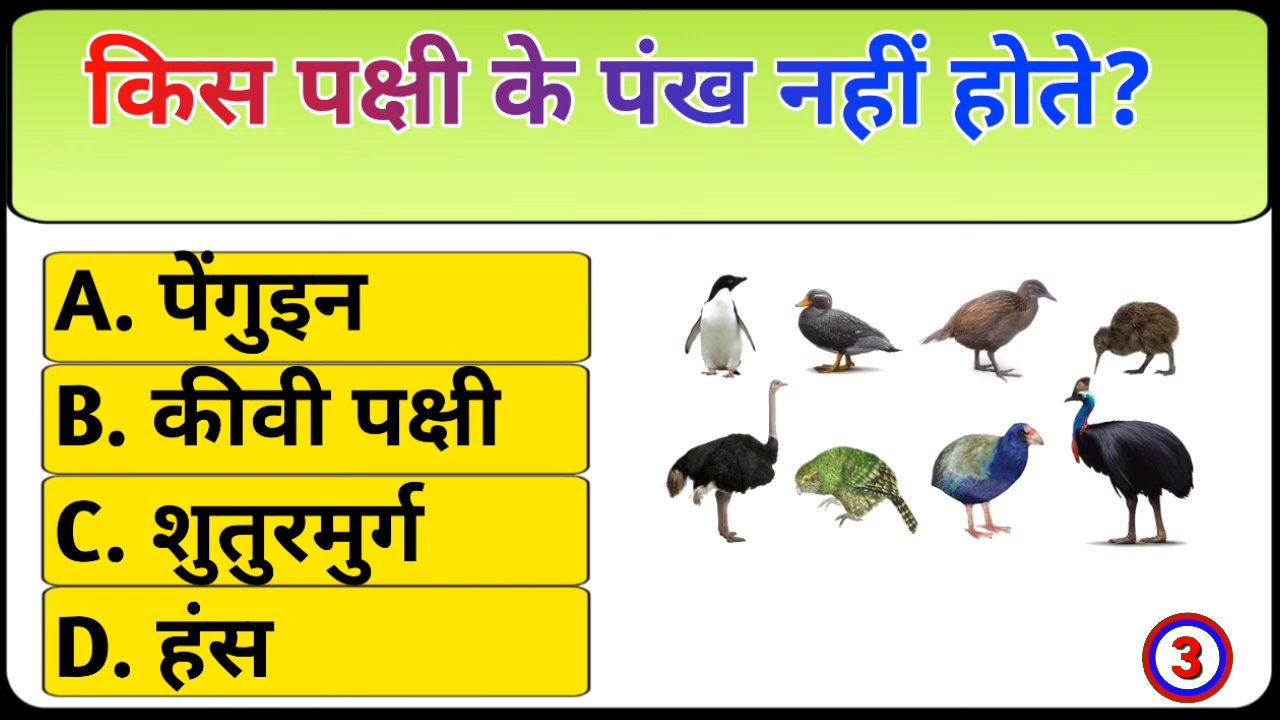 किस पक्षी के पंख नहीं होते?
A. पेंगुइन
B. कीवी पक्षी
C. शुतुरमुर्ग
D. हंस
3